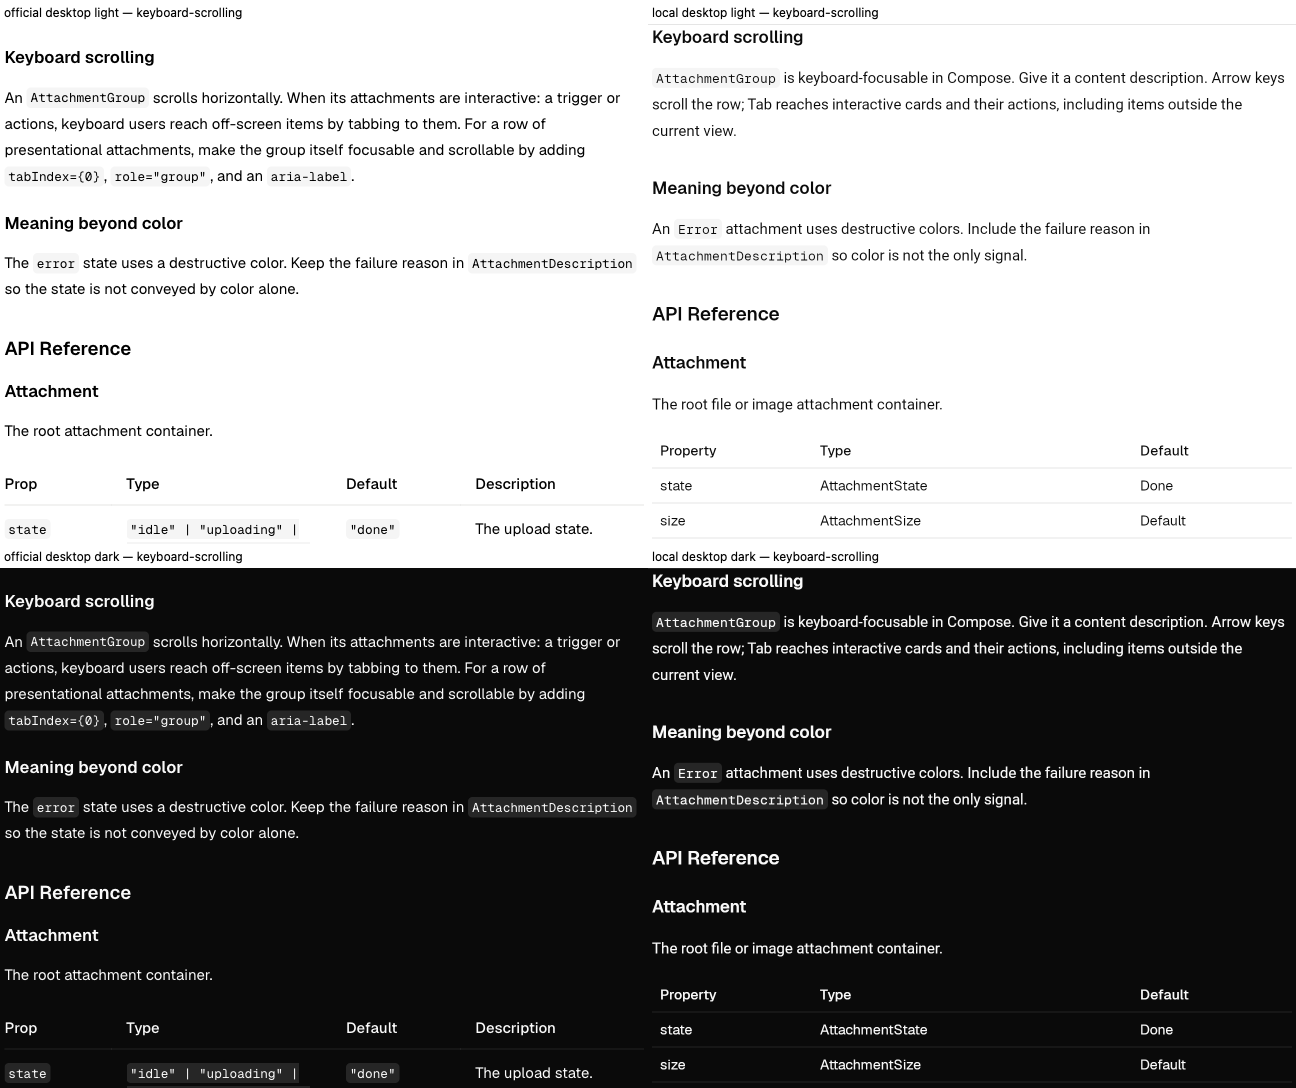 official desktop light — keyboard-scrolling
Keyboard scrolling
An AttachmentGroup scrolls horizontally. When its attachments are interactive: a trigger or
actions, keyboard users reach off-screen items by tabbing to them. For a row of
presentational attachments, make the group itself focusable and scrollable by adding
tabIndex={0}, role="group", and an aria-label.
Meaning beyond color
The error state uses a destructive color. Keep the failure reason in AttachmentDescription
so the state is not conveyed by color alone.
API Reference
Attachment
The root attachment container.
Prop Type Default Description
state "idle" | "uploading" | "done" The upload state.
local desktop light — keyboard-scrolling
Keyboard scrolling
AttachmentGroup is keyboard-focusable in Compose. Give it a content description. Arrow keys
scroll the row; Tab reaches interactive cards and their actions, including items outside the
current view.
Meaning beyond color
An Error attachment uses destructive colors. Include the failure reason in
AttachmentDescription so color is not the only signal.
API Reference
Attachment
The root file or image attachment container.
Property Type Default
state AttachmentState Done
size AttachmentSize Default
official desktop dark — keyboard-scrolling
Keyboard scrolling
An AttachmentGroup scrolls horizontally. When its attachments are interactive: a trigger or
actions, keyboard users reach off-screen items by tabbing to them. For a row of
presentational attachments, make the group itself focusable and scrollable by adding
tabIndex={0}, role="group", and an aria-label.
Meaning beyond color
The error state uses a destructive color. Keep the failure reason in AttachmentDescription
so the state is not conveyed by color alone.
API Reference
Attachment
The root attachment container.
Prop Type Default Description
state "idle" | "uploading" | "done" The upload state.
local desktop dark — keyboard-scrolling
Keyboard scrolling
AttachmentGroup is keyboard-focusable in Compose. Give it a content description. Arrow keys
scroll the row; Tab reaches interactive cards and their actions, including items outside the
current view.
Meaning beyond color
An Error attachment uses destructive colors. Include the failure reason in
AttachmentDescription so color is not the only signal.
API Reference
Attachment
The root file or image attachment container.
Property Type Default
state AttachmentState Done
size AttachmentSize Default